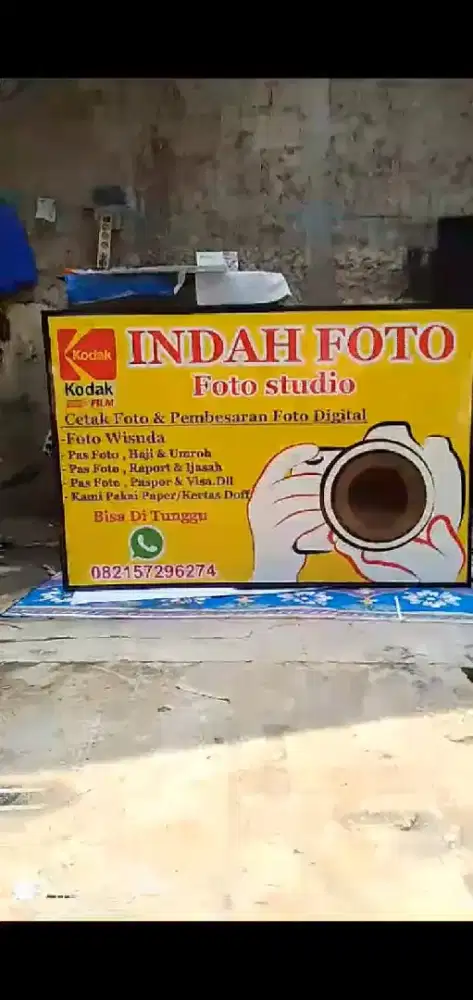 Kodak
Kodak
FILM
INDAH FOTO
Foto studio
Cetak Foto & Pembesaran Foto Digital
-Foto Wisuda
- Pas Foto , Haji & Umroh
- Pas Foto , Raport & Ijasah
- Pas Foto , Paspor & Visa.Dll
- Kami Pakai Paper/Kertas Doff
Bisa Di Tunggu
082157296274